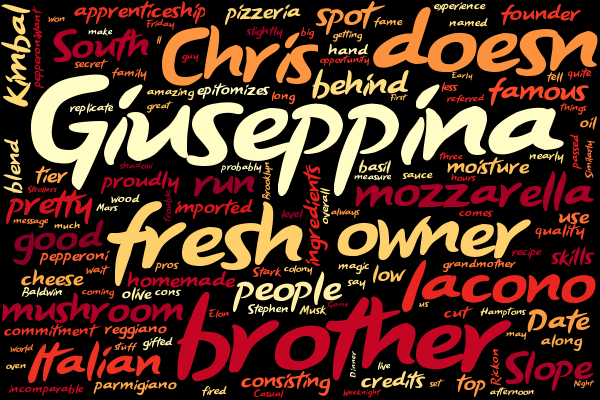 Kimbal
won
apprenticeship
pizzeria
spot
fame
experience
named
founder
pepperoni
Want
make
Friday
South
secret
family
ll
guy
Chris
slightly
big
getting
hand
opportunity
doesn
Early
tell
quite
famous
things
oil
replicate
amazing
epitomizes
great
long
behind
first
less
referred
Giuseppina
blend
tier
Strollers
shadow
probably
Brooklyn
basil
measure
sauce
Three
hours
moisture
nearly
passed
Similarly
pretty
proudly
run
wood
Mars
imported
level
ingredients
overall
always
mozzarella
comes
use
quality
message
much
good
pepperoni
wait
pros
fresh
owner
recipe
skills
cheese
Baldwin
coming
olive
cons
homemade
Stark
colony
magic
say
low
grandmother
Iacono
people
Stephen
Musk
Game
us
cut
Hamptons
mushroom
commitment
reggiano
Elon
brother
may
Date
along
world
oven
Italian
stuff
gifted
Dinner
live
Rickon
Slope
incomparable
parmigiano
fired
consisting
Casual
Weeknight
credits
set
top
afternoon
Night